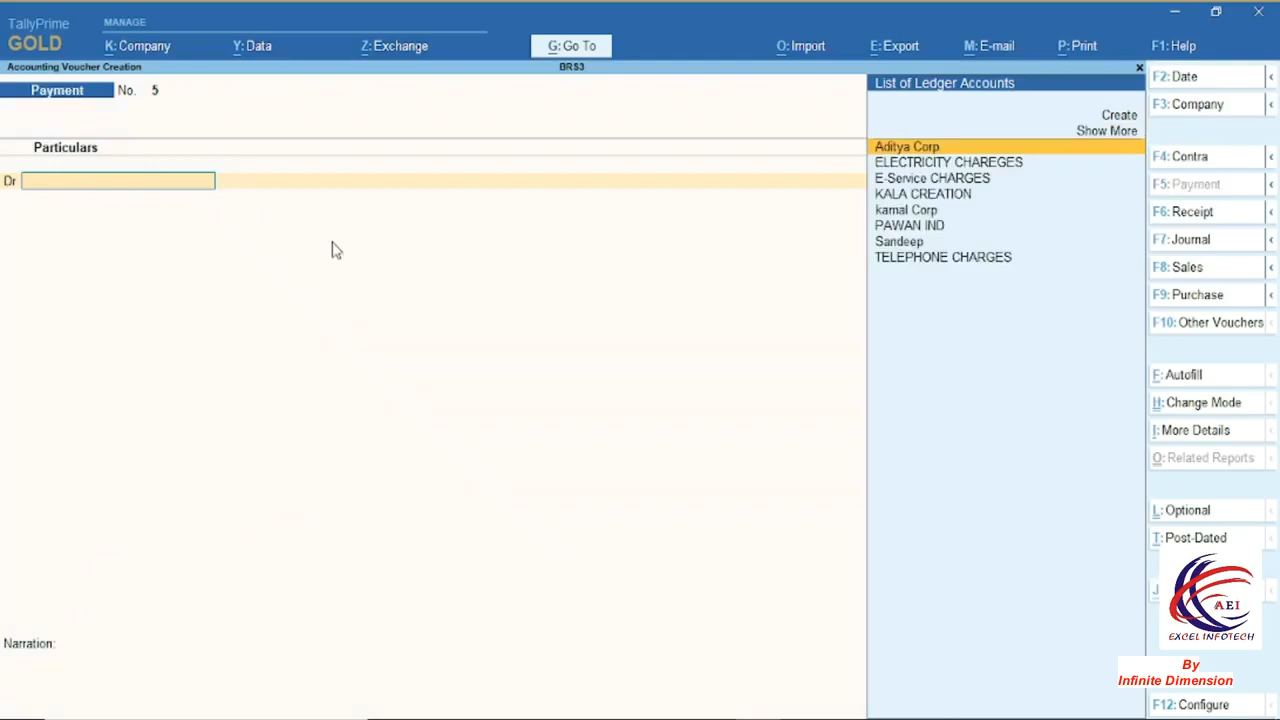 TallyPrime
GOLD
MANAGE
K: Company
Y: Data
Z: Exchange
G: Go To
O: Import
E: Export
M: E-mail
P: Print
F1: Help
Accounting Voucher Creation
BRS3
x
Payment
No. 5
Particulars
Dr
Narration:
List of Ledger Accounts
Create
Show More
Aditya Corp
ELECTRICITY CHAREGES
E-Service CHARGES
KALA CREATION
kamal Corp
PAWAN IND
Sandeep
TELEPHONE CHARGES
F2: Date
F3: Company
F4: Contra
F5: Payment
F6: Receipt
F7: Journal
F8: Sales
F9: Purchase
F10: Other Vouchers
F: Autofill
H: Change Mode
I: More Details
O: Related Reports
L: Optional
T: Post-Dated
J
AEI
EXCEL INFOTECH
By
Infinite Dimension
F12: Configure